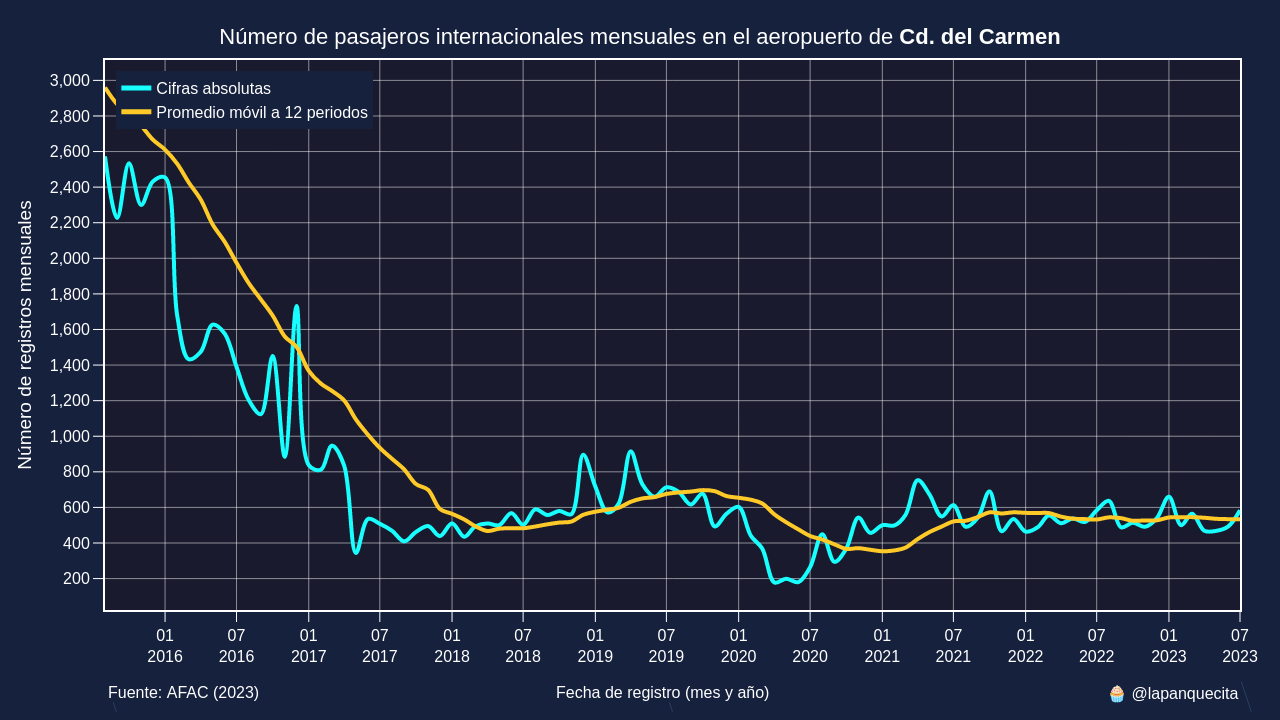 Número de pasajeros internacionales mensuales en el aeropuerto de Cd. del Carmen
Cifras absolutas
Promedio móvil a 12 periodos
Número de registros mensuales
3,000
2,800
2,600
2,400
2,200
2,000
1,800
1,600
1,400
1,200
1,000
800
600
400
200
01 07 01 07 01 07 01 07 01 07 01 07 01 07 01 07
2016 2016 2017 2017 2018 2018 2019 2019 2020 2020 2021 2021 2022 2022 2023 2023
Fuente: AFAC (2023) Fecha de registro (mes y año) 🧁 @lapanquecita